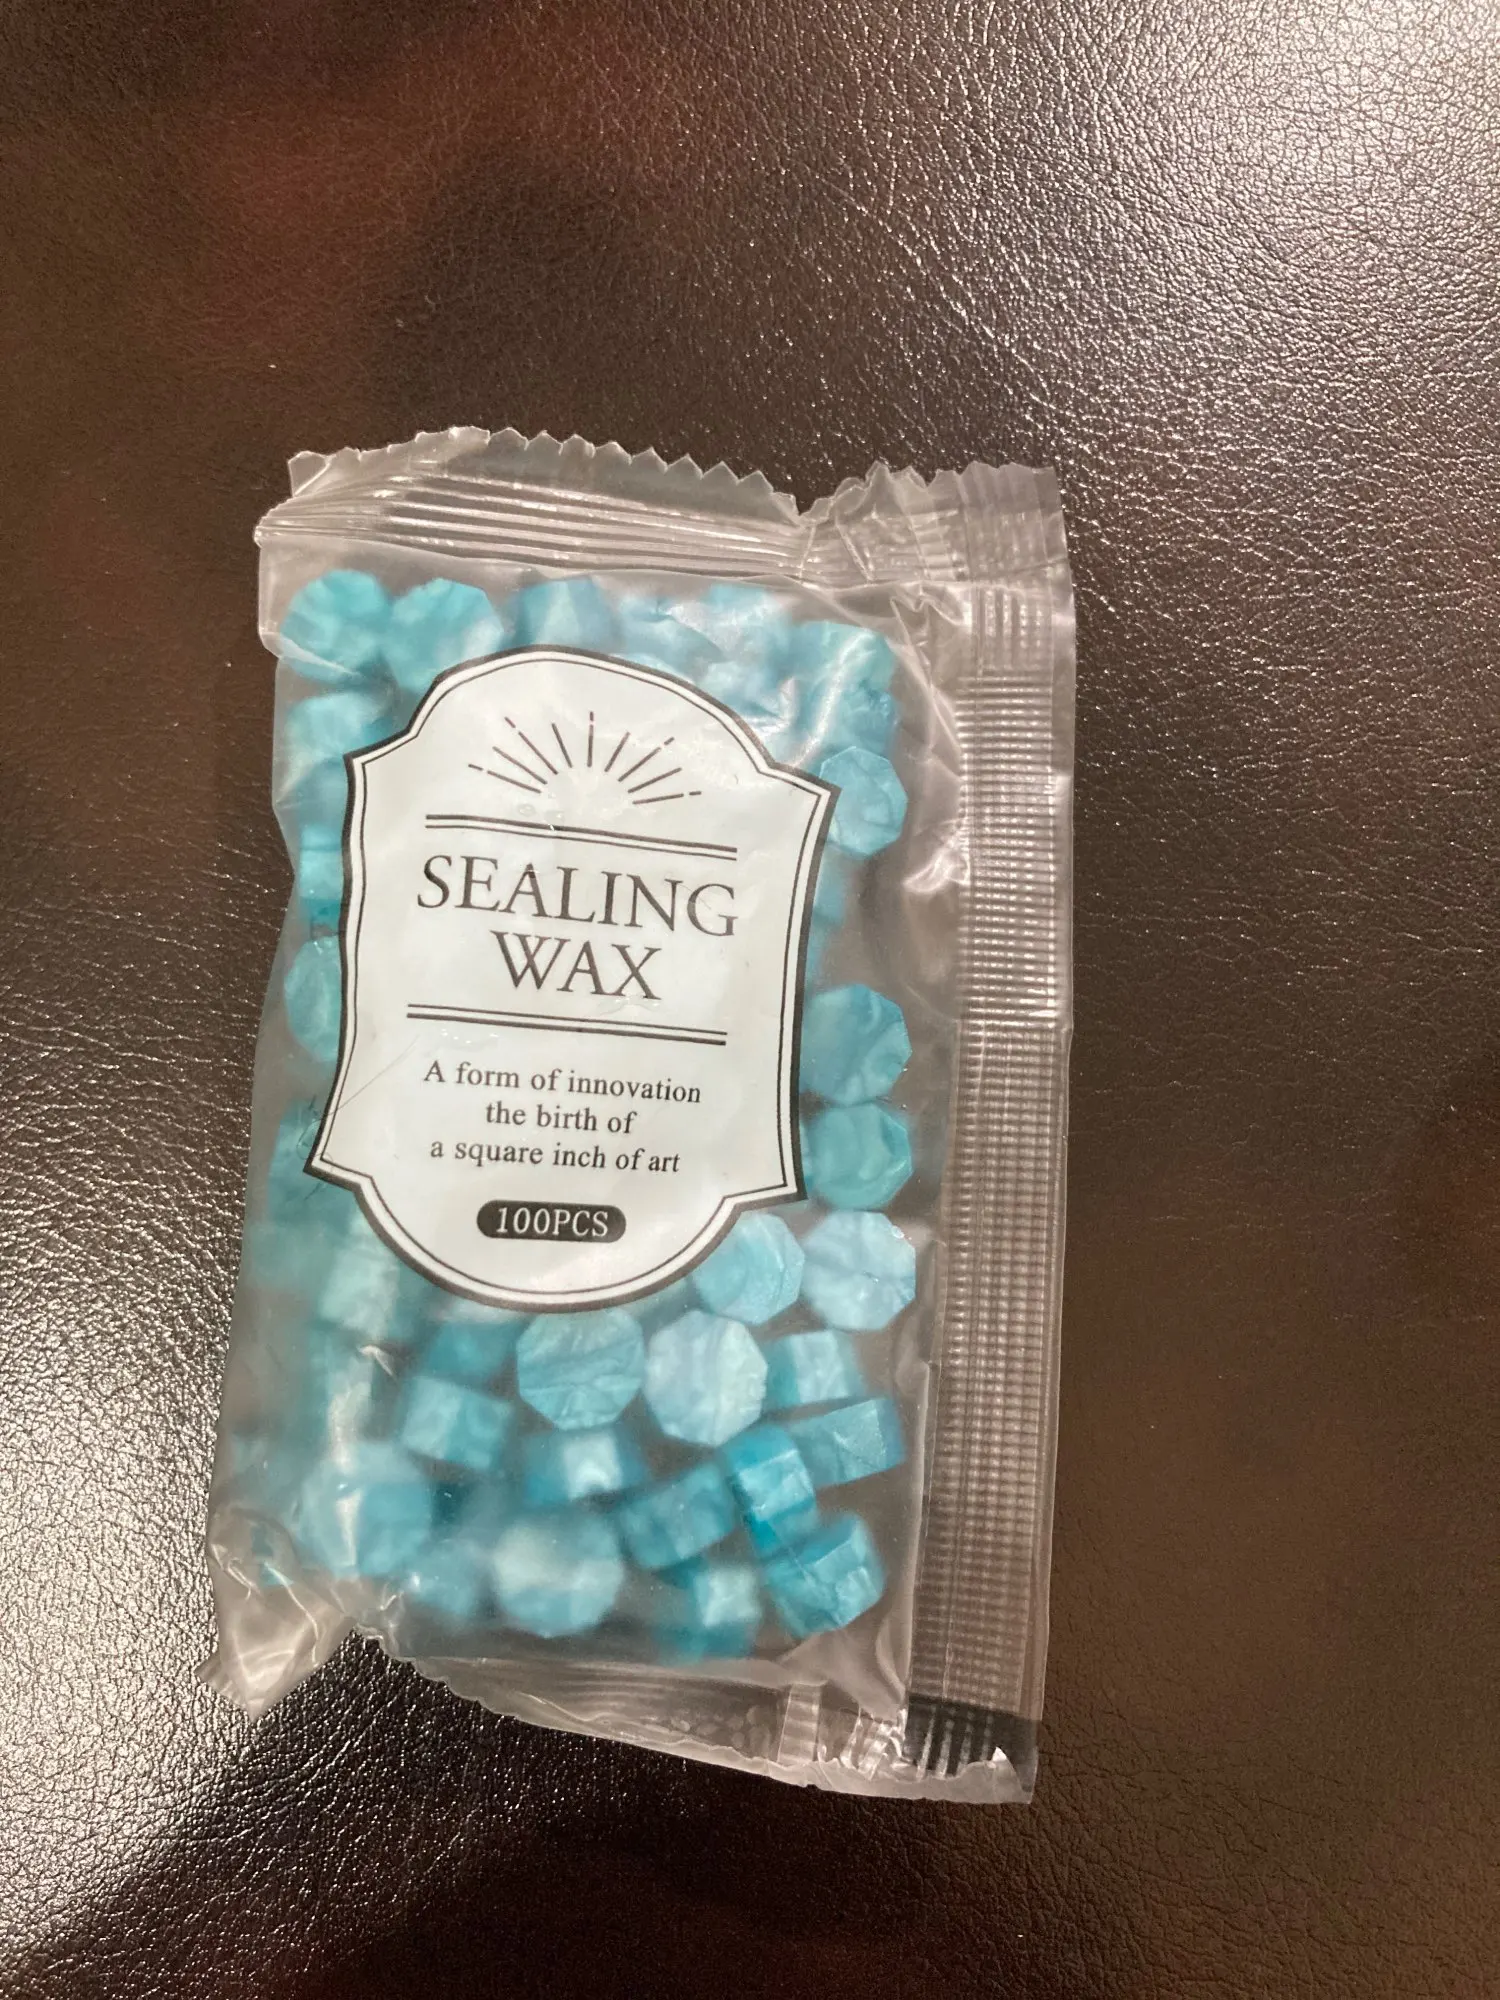 SEALING
WAX
A form of innovation
the birth of
a square inch of art
100PCS